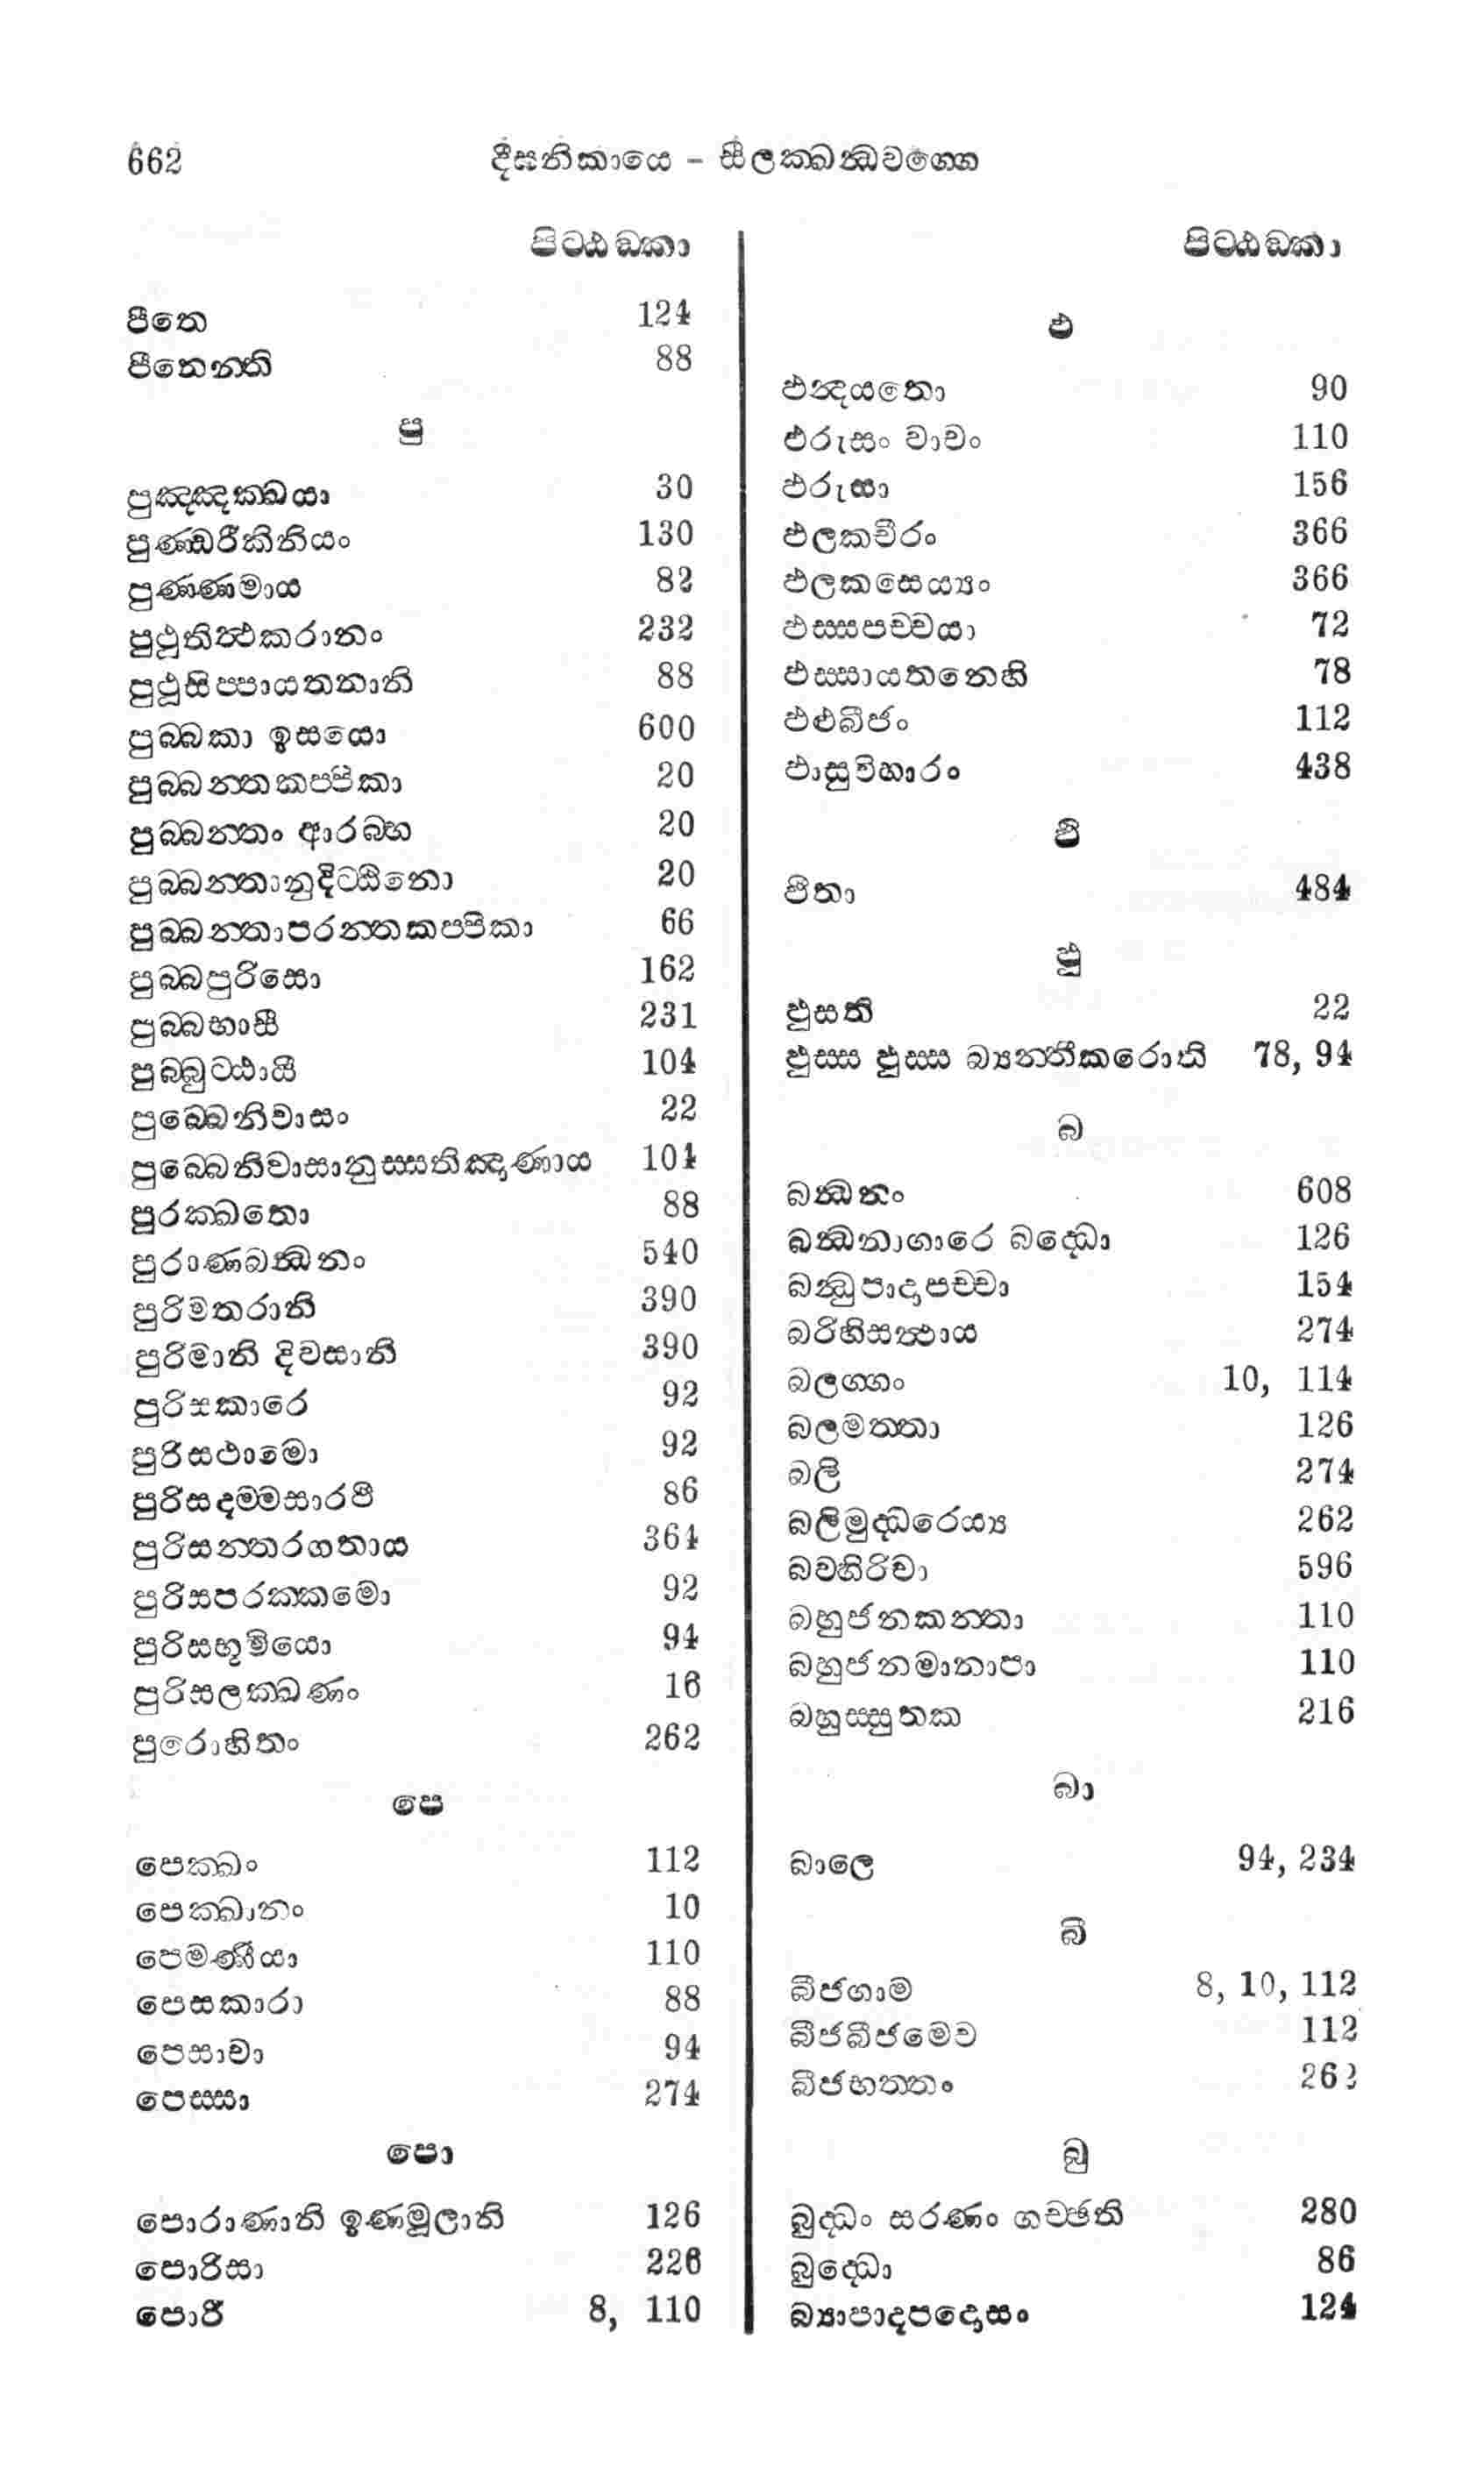 662
දීඝනිකායෙ - සීලක්ඛන්ධවග්ගො
පිට්ඨඞ්කා
පීතෙ 124
පීතෙන්ති 88
පු
පුඤ්ඤක්ඛයා 30
පුණ්ඩරීකිනියං 130
පුණ්ණමාය 82
පුථුතිත්ථකරානං 232
පුථුසිප්පායතනානි 88
පුබ්බකා ඉසයො 600
පුබ්බන්තකප්පිකා 20
පුබ්බන්තං ආරබ්භ 20
පුබ්බන්තානුදිට්ඨිනො 20
පුබ්බන්තාපරන්තකප්පිකා 66
පුබ්බපුරිසො 162
පුබ්බභාසී 231
පුබ්බුට්ඨායී 104
පුබ්බෙනිවාසං 22
පුබ්බෙනිවාසානුස්සතිඤාණාය 104
පුරක්ඛතො 88
පුරාණබන්ධනං 540
පුරිමතරානි 390
පුරිමානි දිවසානි 390
පුරිසකාරෙ 92
පුරිසථාමො 92
පුරිසදම්මසාරථී 86
පුරිසන්තරගතාය 364
පුරිසපරක්කමො 92
පුරිසභූමියො 94
පුරිසලක්ඛණං 16
පුරොහිතං 262
පෙ
පෙක්ඛං 112
පෙක්ඛානං 10
පෙමණීයා 110
පෙසකාරා 88
පෙසාචා 94
පෙස්සා 274
පො
පොරාණානි ඉණමූලානි 126
පොරිසා 226
පොරී 8, 110
පිට්ඨඞ්කා
ඵ
ඵන්දයතො 90
ඵරුසං වාචං 110
ඵරුසා 156
ඵලකචීරං 366
ඵලකසෙය්‍යං 366
ඵස්සපච්චයා 72
ඵස්සායතනෙහි 78
ඵළුබීජං 112
ඵාසුවිහාරං 438
ඵී
ඵීතා 484
ඵු
ඵුසති 22
ඵුස්ස ඵුස්ස බ්‍යන්තීකරොති 78, 94
බ
බන්ධනං 608
බන්ධනාගාරෙ බද්ධො 126
බන්ධුපාදාපච්චා 154
බරිහිසත්ථාය 274
බලග්ගං 10, 114
බලමත්තා 126
බලි 274
බලිමුද්ධරෙය්‍ය 262
බවහිරිචා 596
බහුජනකන්තා 110
බහුජනමානාපා 110
බහුස්සුතක 216
බා
බාලෙ 94, 234
බී
බීජගාම 8, 10, 112
බීජබීජමෙව 112
බීජභත්තං 262
බු
බුද්ධං සරණං ගච්ඡති 280
බුද්ධො 86
බ්‍යාපාදපදොසං 124